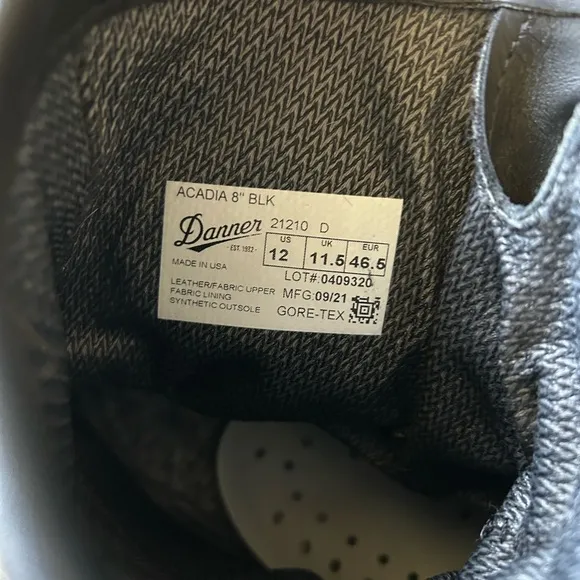 ACADIA 8" BLK
Danner 21210 D
-EST. 1932-
US UK EUR
12 11.5 46.5
MADE IN USA
LOT#:0409320
LEATHER/FABRIC UPPER
FABRIC LINING
SYNTHETIC OUTSOLE
MFG:09/21
GORE-TEX